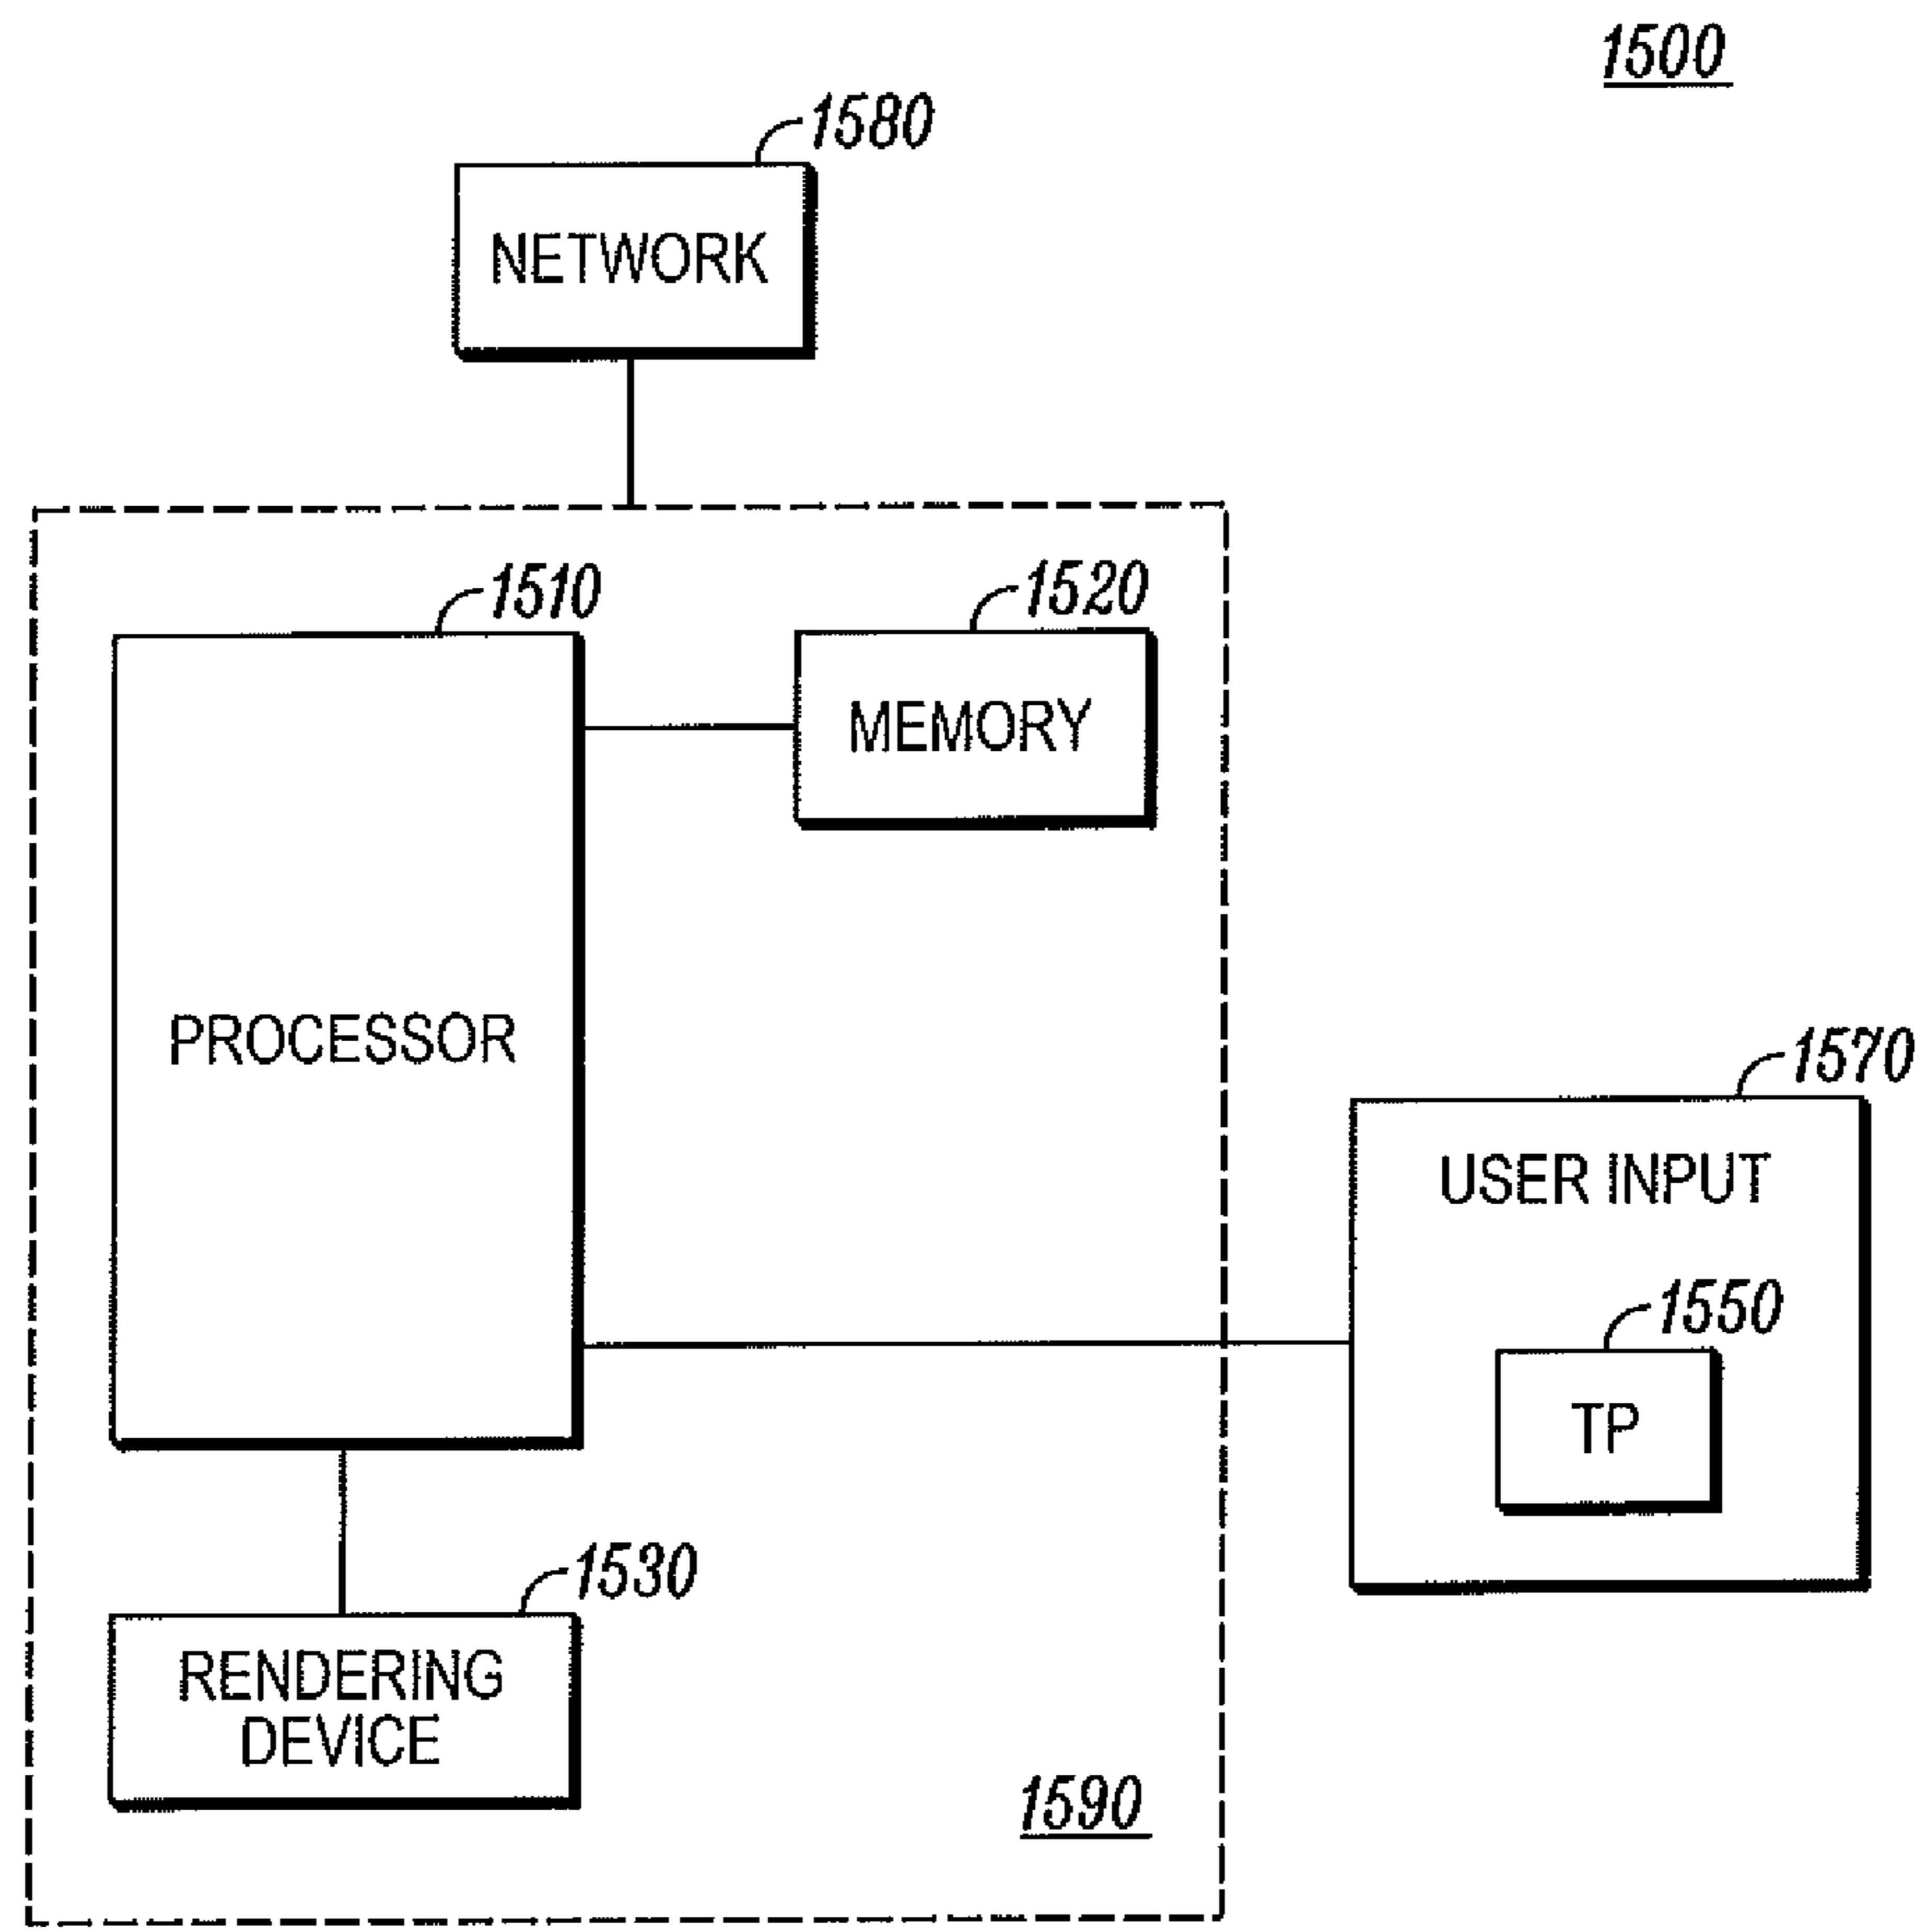 1500
1580
NETWORK
1510
1520
MEMORY
PROCESSOR
1570
USER INPUT
1550
TP
1530
RENDERING
DEVICE
1590